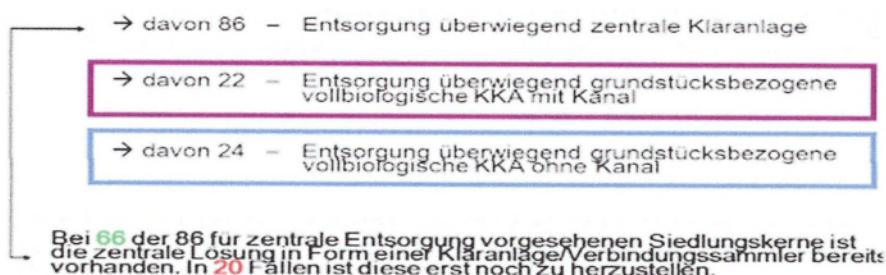 → davon 86 – Entsorgung überwiegend zentrale Kläranlage
→ davon 22 – Entsorgung überwiegend grundstücksbezogene
vollbiologische KKA mit Kanal
→ davon 24 – Entsorgung überwiegend grundstücksbezogene
vollbiologische KKA ohne Kanal
Bei 66 der 86 für zentrale Entsorgung vorgesehenen Siedlungskerne ist
die zentrale Lösung in Form einer Kläranlage/Verbindungssammler bereits
vorhanden. In 20 Fällen ist diese erst noch zu herzustellen.